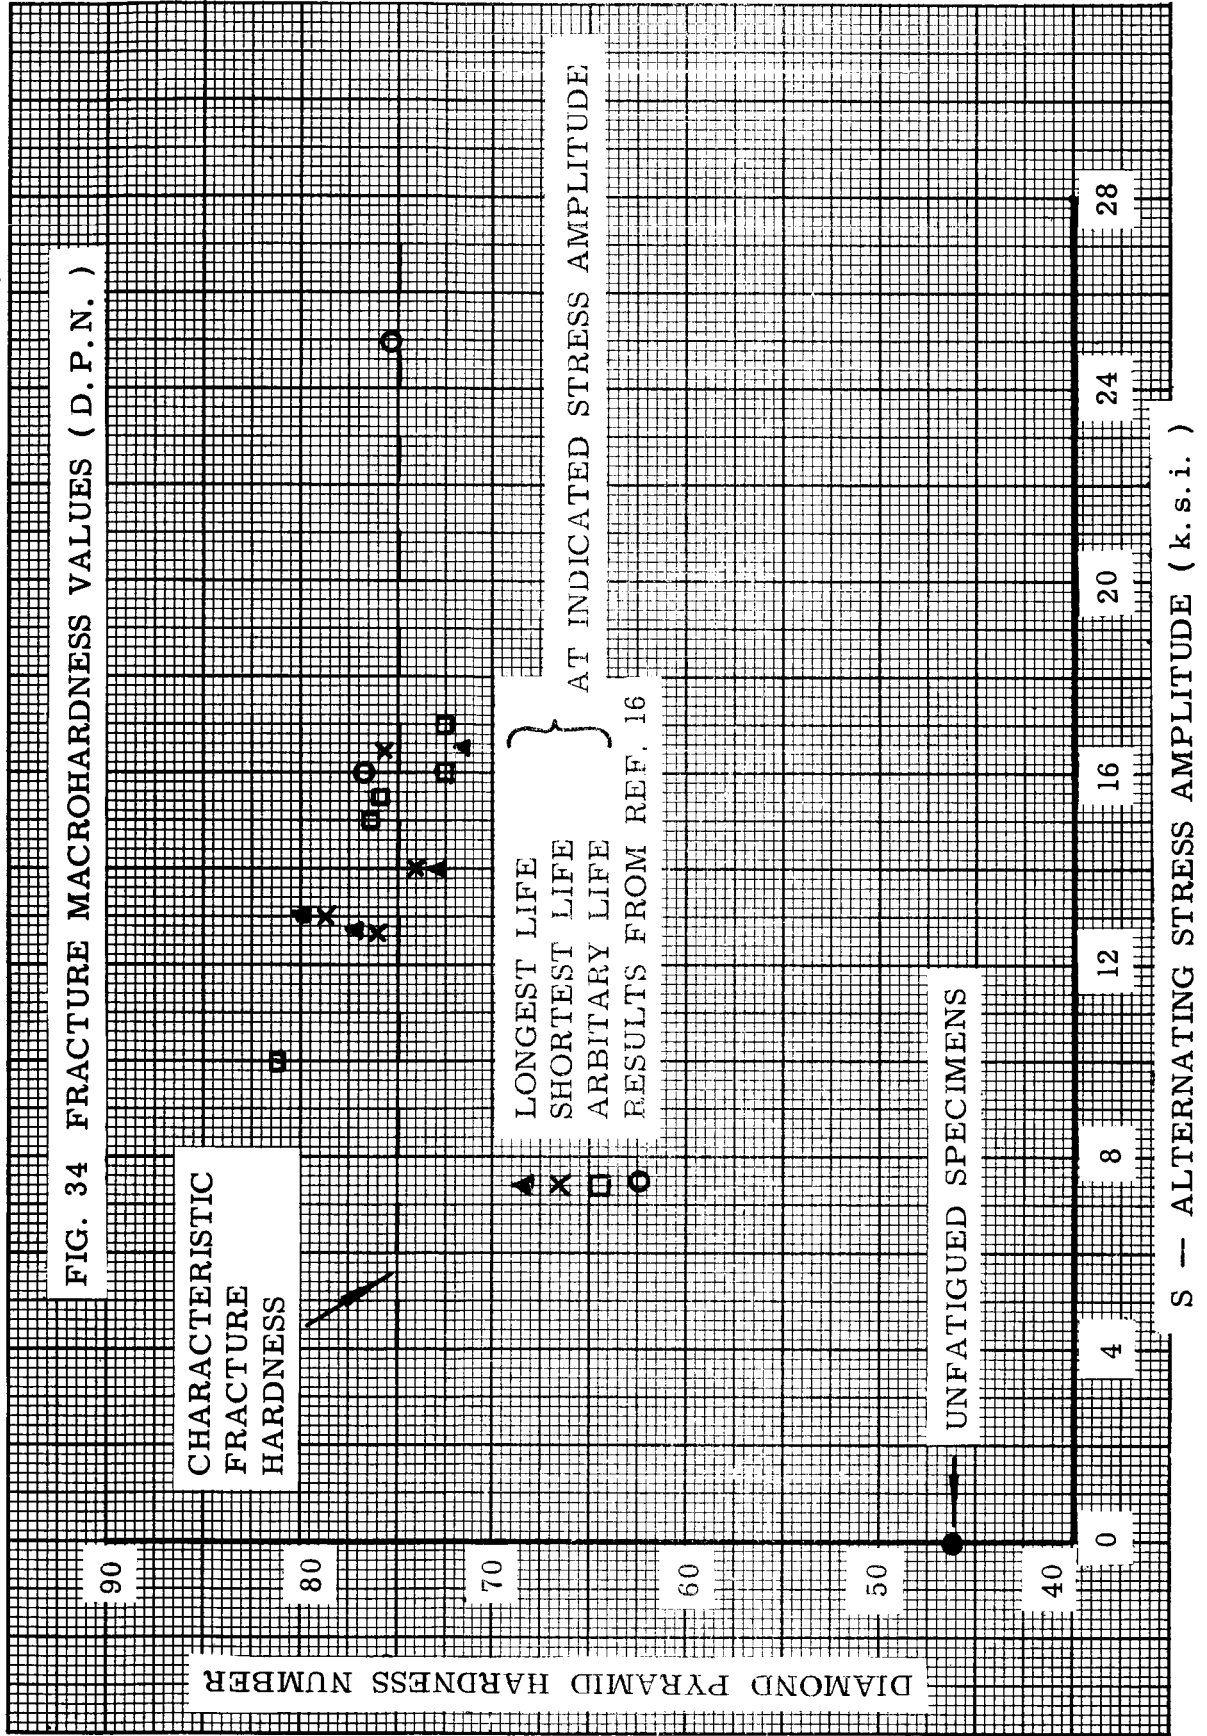 FIG. 34 FRACTURE MACROHARDNESS VALUES ( D. P. N. )
CHARACTERISTIC
FRACTURE
HARDNESS
LONGEST LIFE
SHORTEST LIFE
ARBITARY LIFE
RESULTS FROM REF. 16
AT INDICATED STRESS AMPLITUDE
UNFATIGUED SPECIMENS
DIAMOND PYRAMID HARDNESS NUMBER
90
80
70
60
50
40
0
4
8
12
16
20
24
28
S — ALTERNATING STRESS AMPLITUDE ( k. s. i. )